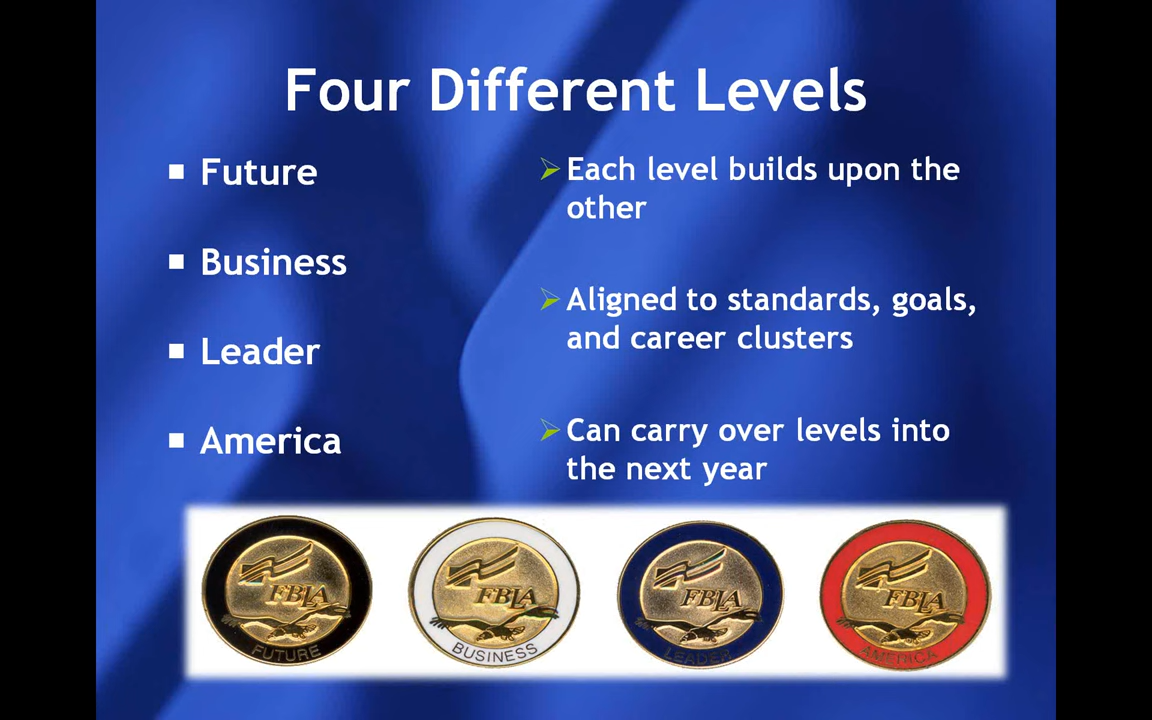 Four Different Levels
Future
Business
Leader
America
Each level builds upon the
other
Aligned to standards, goals,
and career clusters
Can carry over levels into
the next year
FBLA
FUTURE
FBLA
BUSINESS
FBLA
LEADER
FBLA
AMERICA